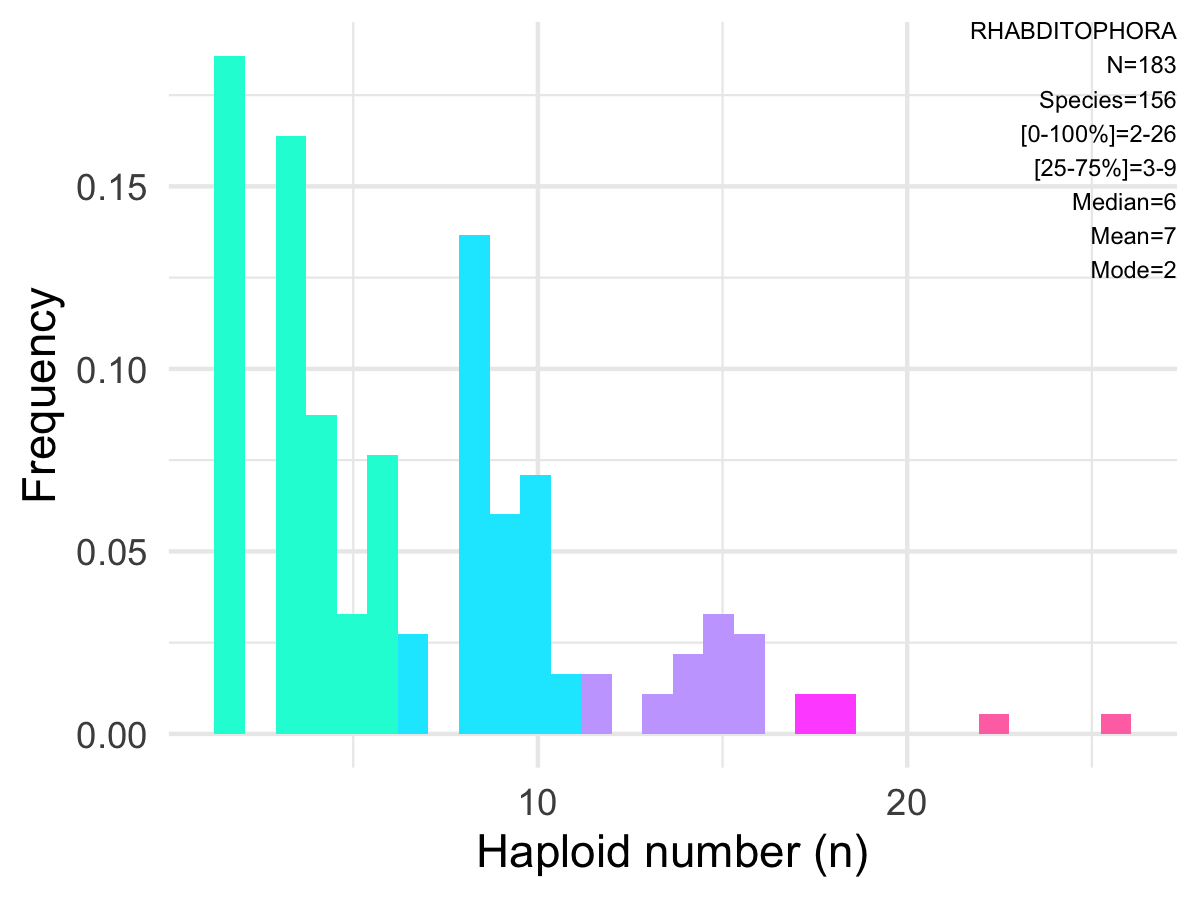 RHABDITOPHORA
N=183
Species=156
[0-100%]=2-26
[25-75%]=3-9
Median=6
Mean=7
Mode=2
0.15
0.10
0.05
0.00
Frequency
10 20
Haploid number (n)